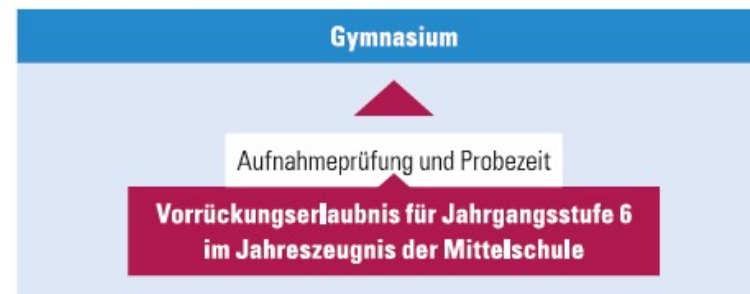 Gymnasium
Aufnahmeprüfung und Probezeit
Vorrückungserlaubnis für Jahrgangsstufe 6
im Jahreszeugnis der Mittelschule